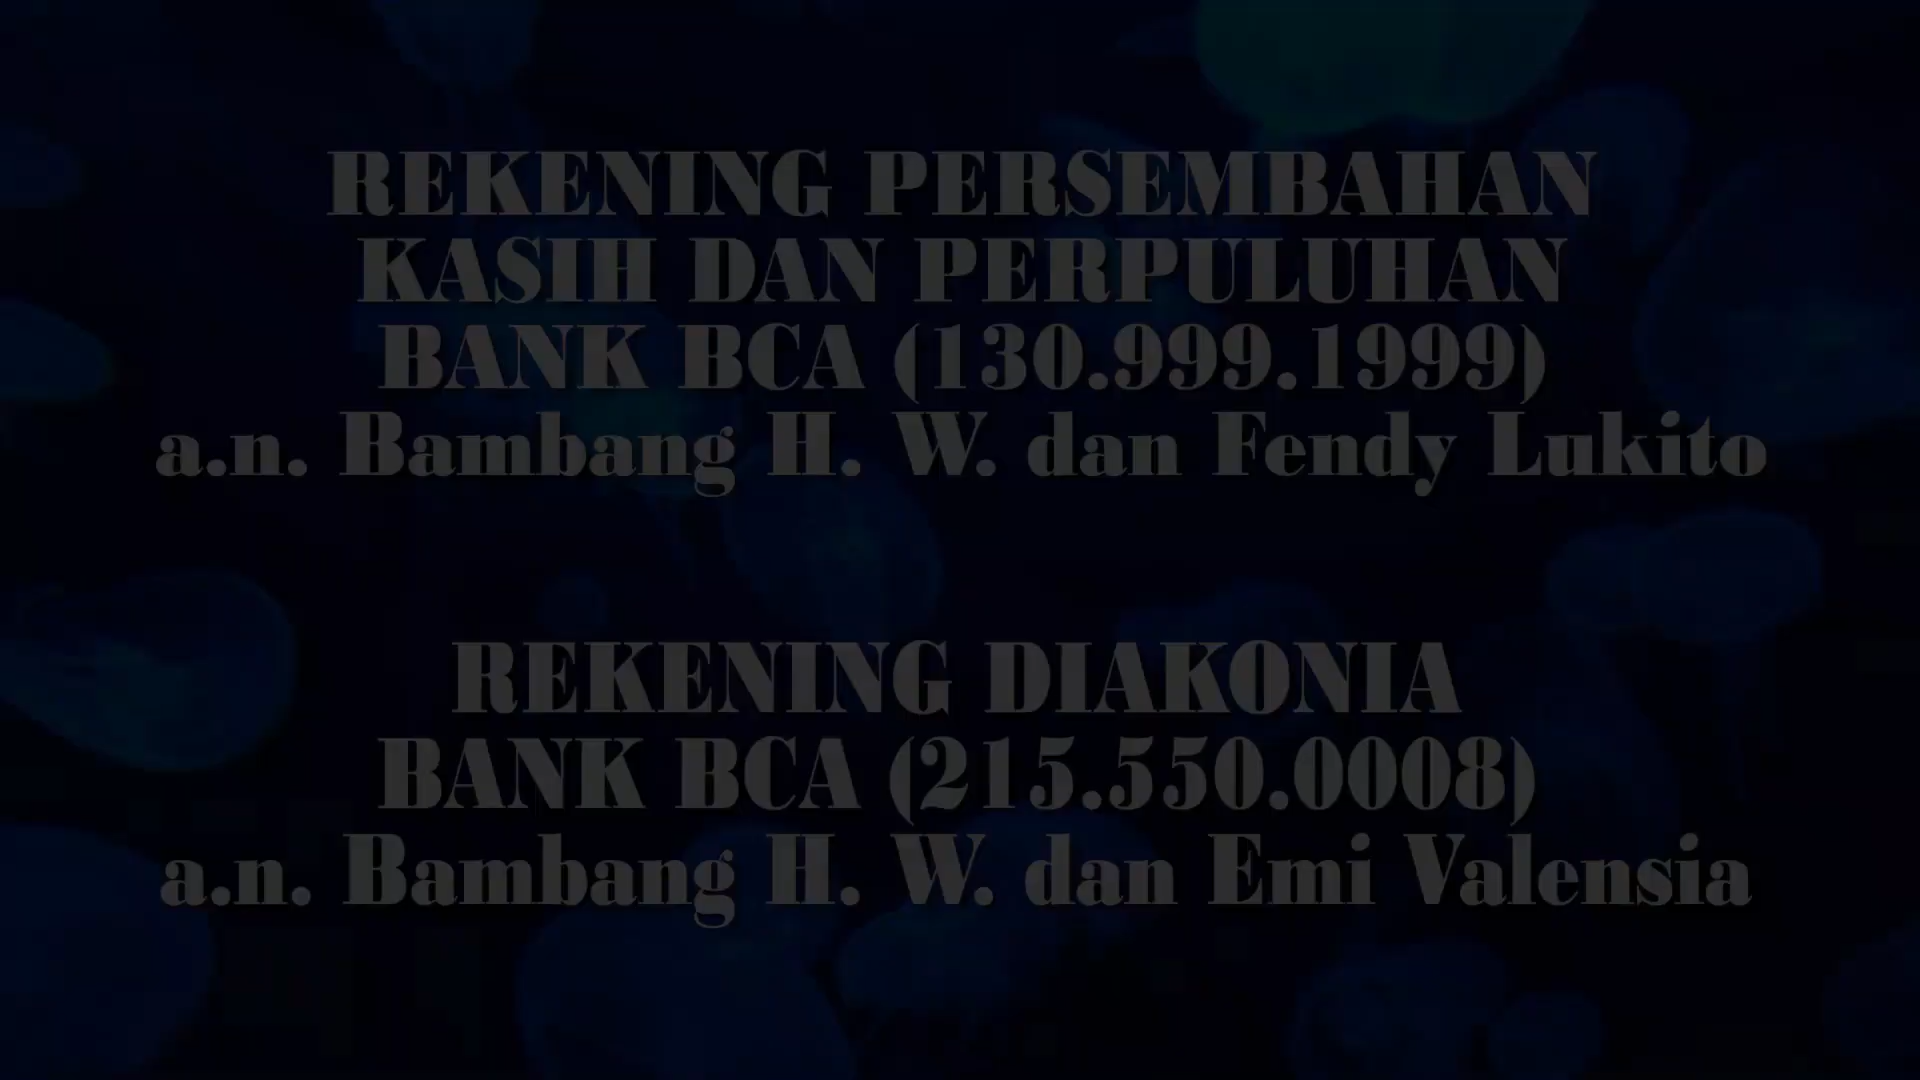 REKENING PERSEMBAHAN
KASIH DAN PERPULUHAN
BANK BCA (130.999.1999)
a.n. Bambang H. W. dan Fendy Lukito
REKENING DIAKONIA
BANK BCA (215.550.0008)
a.n. Bambang H. W. dan Emi Valensia